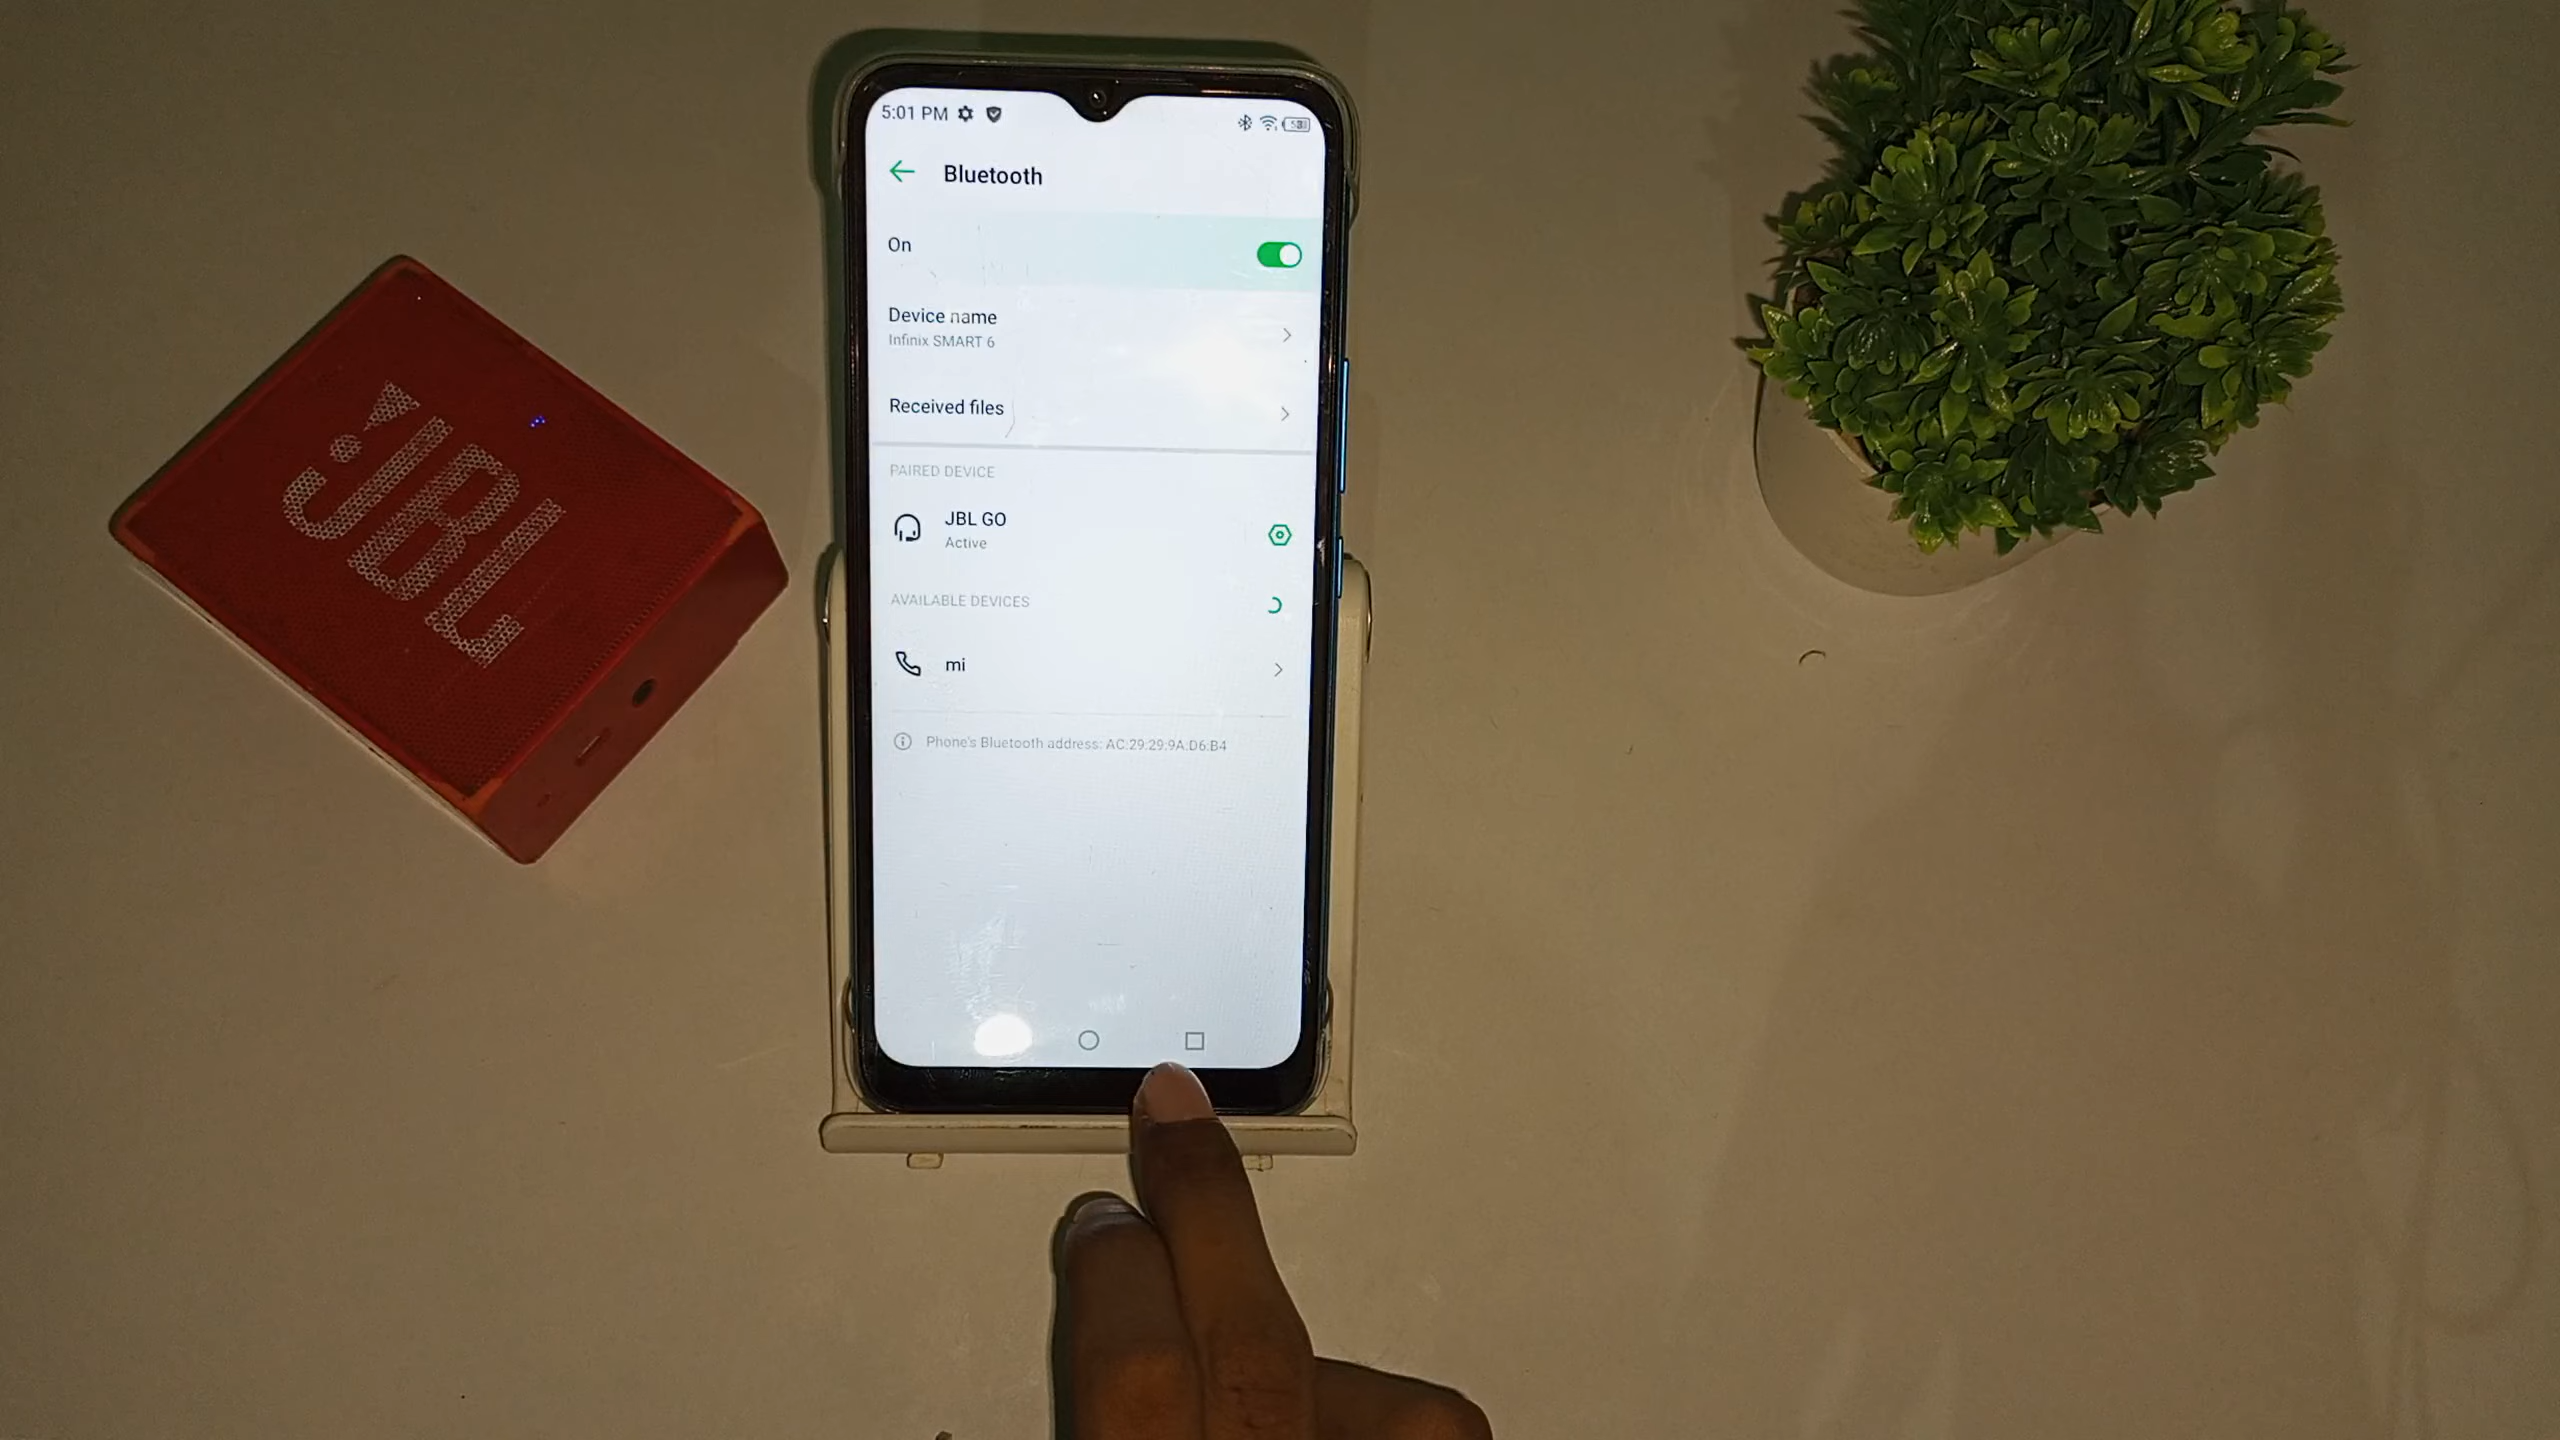 5:01 PM
Bluetooth
On
Device name
Infinix SMART 6
Received files
PAIRED DEVICE
JBL GO
Active
AVAILABLE DEVICES
mi
Phone's Bluetooth address: AC:29:29:9A:D6:B4
JBL